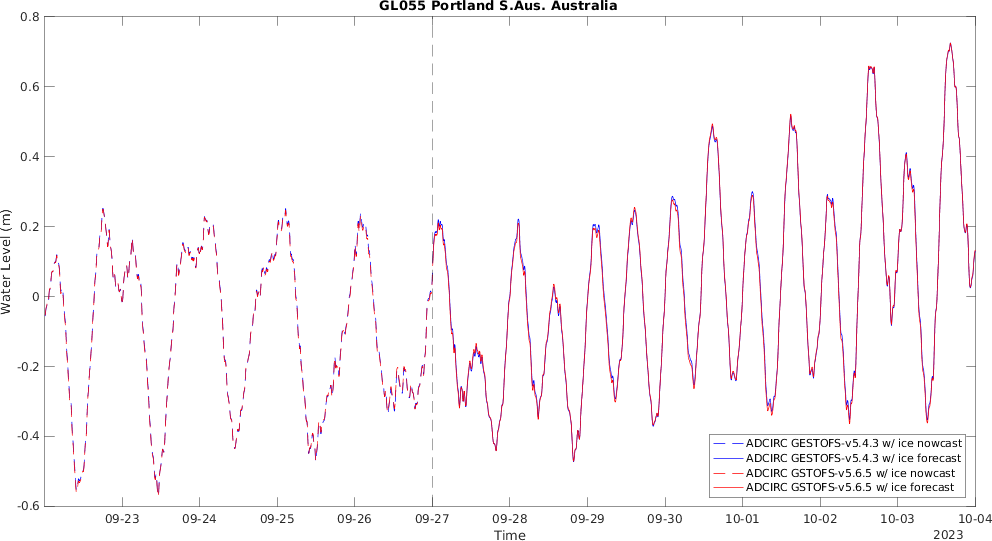 GL055 Portland S.Aus. Australia
0.8
0.6
0.4
0.2
0
-0.2
-0.4
-0.6
Water Level (m)
09-23 09-24 09-25 09-26 09-27 09-28 09-29 09-30 10-01 10-02 10-03 10-04
Time
2023
ADCIRC GESTOFS-v5.4.3 w/ ice nowcast
ADCIRC GESTOFS-v5.4.3 w/ ice forecast
ADCIRC GSTOFS-v5.6.5 w/ ice nowcast
ADCIRC GSTOFS-v5.6.5 w/ ice forecast